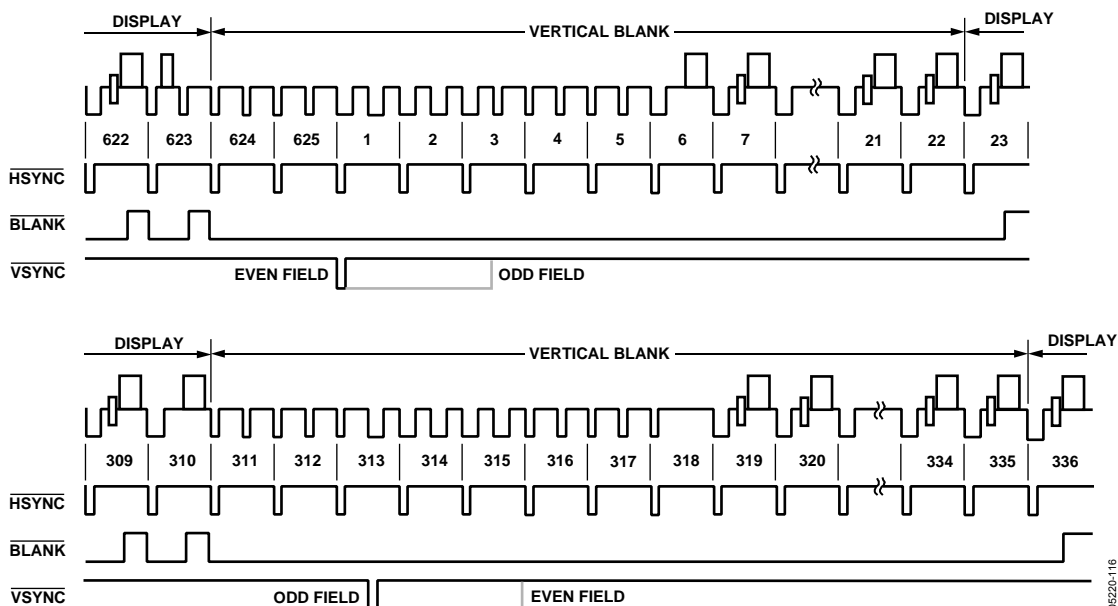 DISPLAY VERTICAL BLANK DISPLAY
622 623 624 625 1 2 3 4 5 6 7 21 22 23
HSYNC
BLANK
VSYNC
EVEN FIELD ODD FIELD
DISPLAY VERTICAL BLANK DISPLAY
309 310 311 312 313 314 315 316 317 318 319 320 334 335 336
HSYNC
BLANK
VSYNC
ODD FIELD EVEN FIELD
05220-116